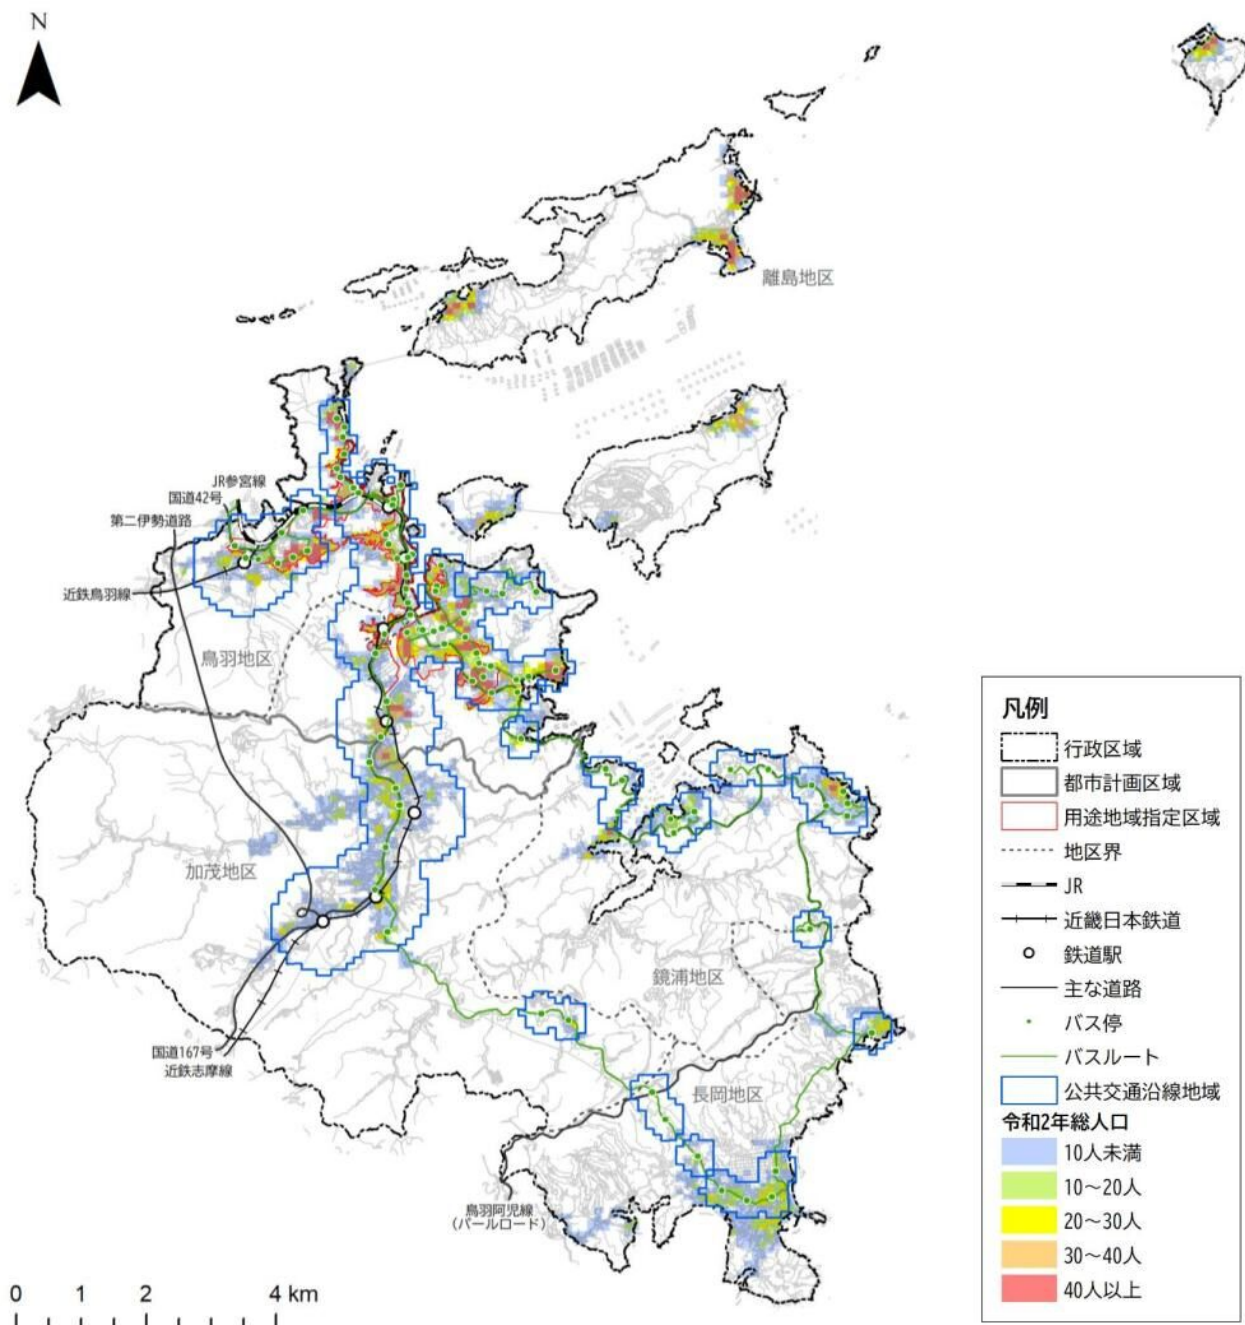 N
離島地区
JR参宮線
国道42号
第二伊勢道路
近鉄鳥羽線
鳥羽地区
加茂地区
鏡浦地区
国道167号
近鉄志摩線
長岡地区
鳥羽阿児線
(パールロード)
0 1 2 4 km
凡例
行政区域
都市計画区域
用途地域指定区域
地区界
JR
近畿日本鉄道
鉄道駅
主な道路
バス停
バスルート
公共交通沿線地域
令和2年総人口
10人未満
10～20人
20～30人
30～40人
40人以上